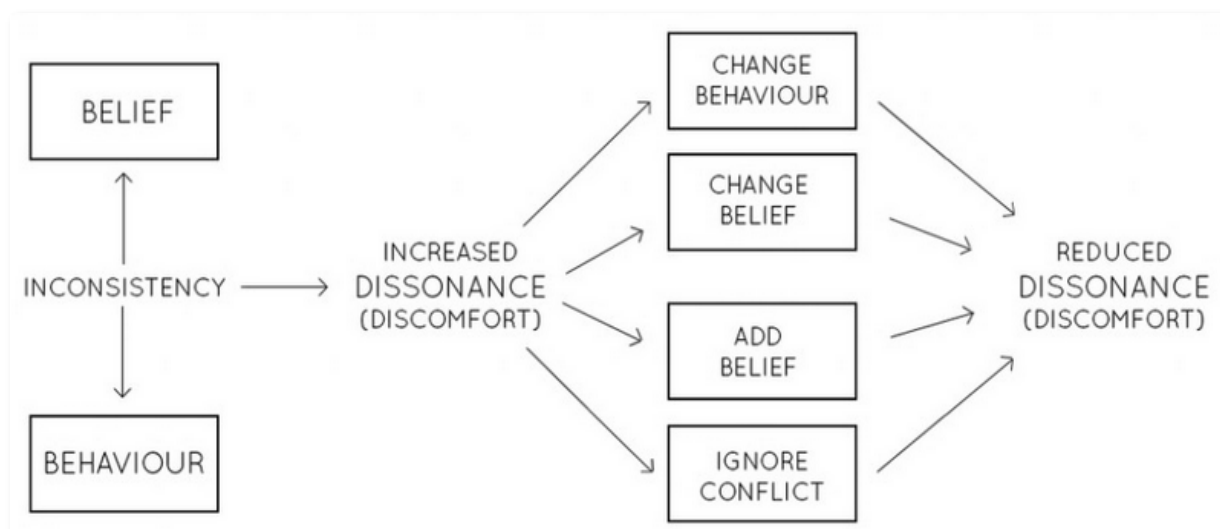 BELIEF
INCONSISTENCY
BEHAVIOUR
INCREASED
DISSONANCE
(DISCOMFORT)
CHANGE
BEHAVIOUR
CHANGE
BELIEF
ADD
BELIEF
IGNORE
CONFLICT
REDUCED
DISSONANCE
(DISCOMFORT)